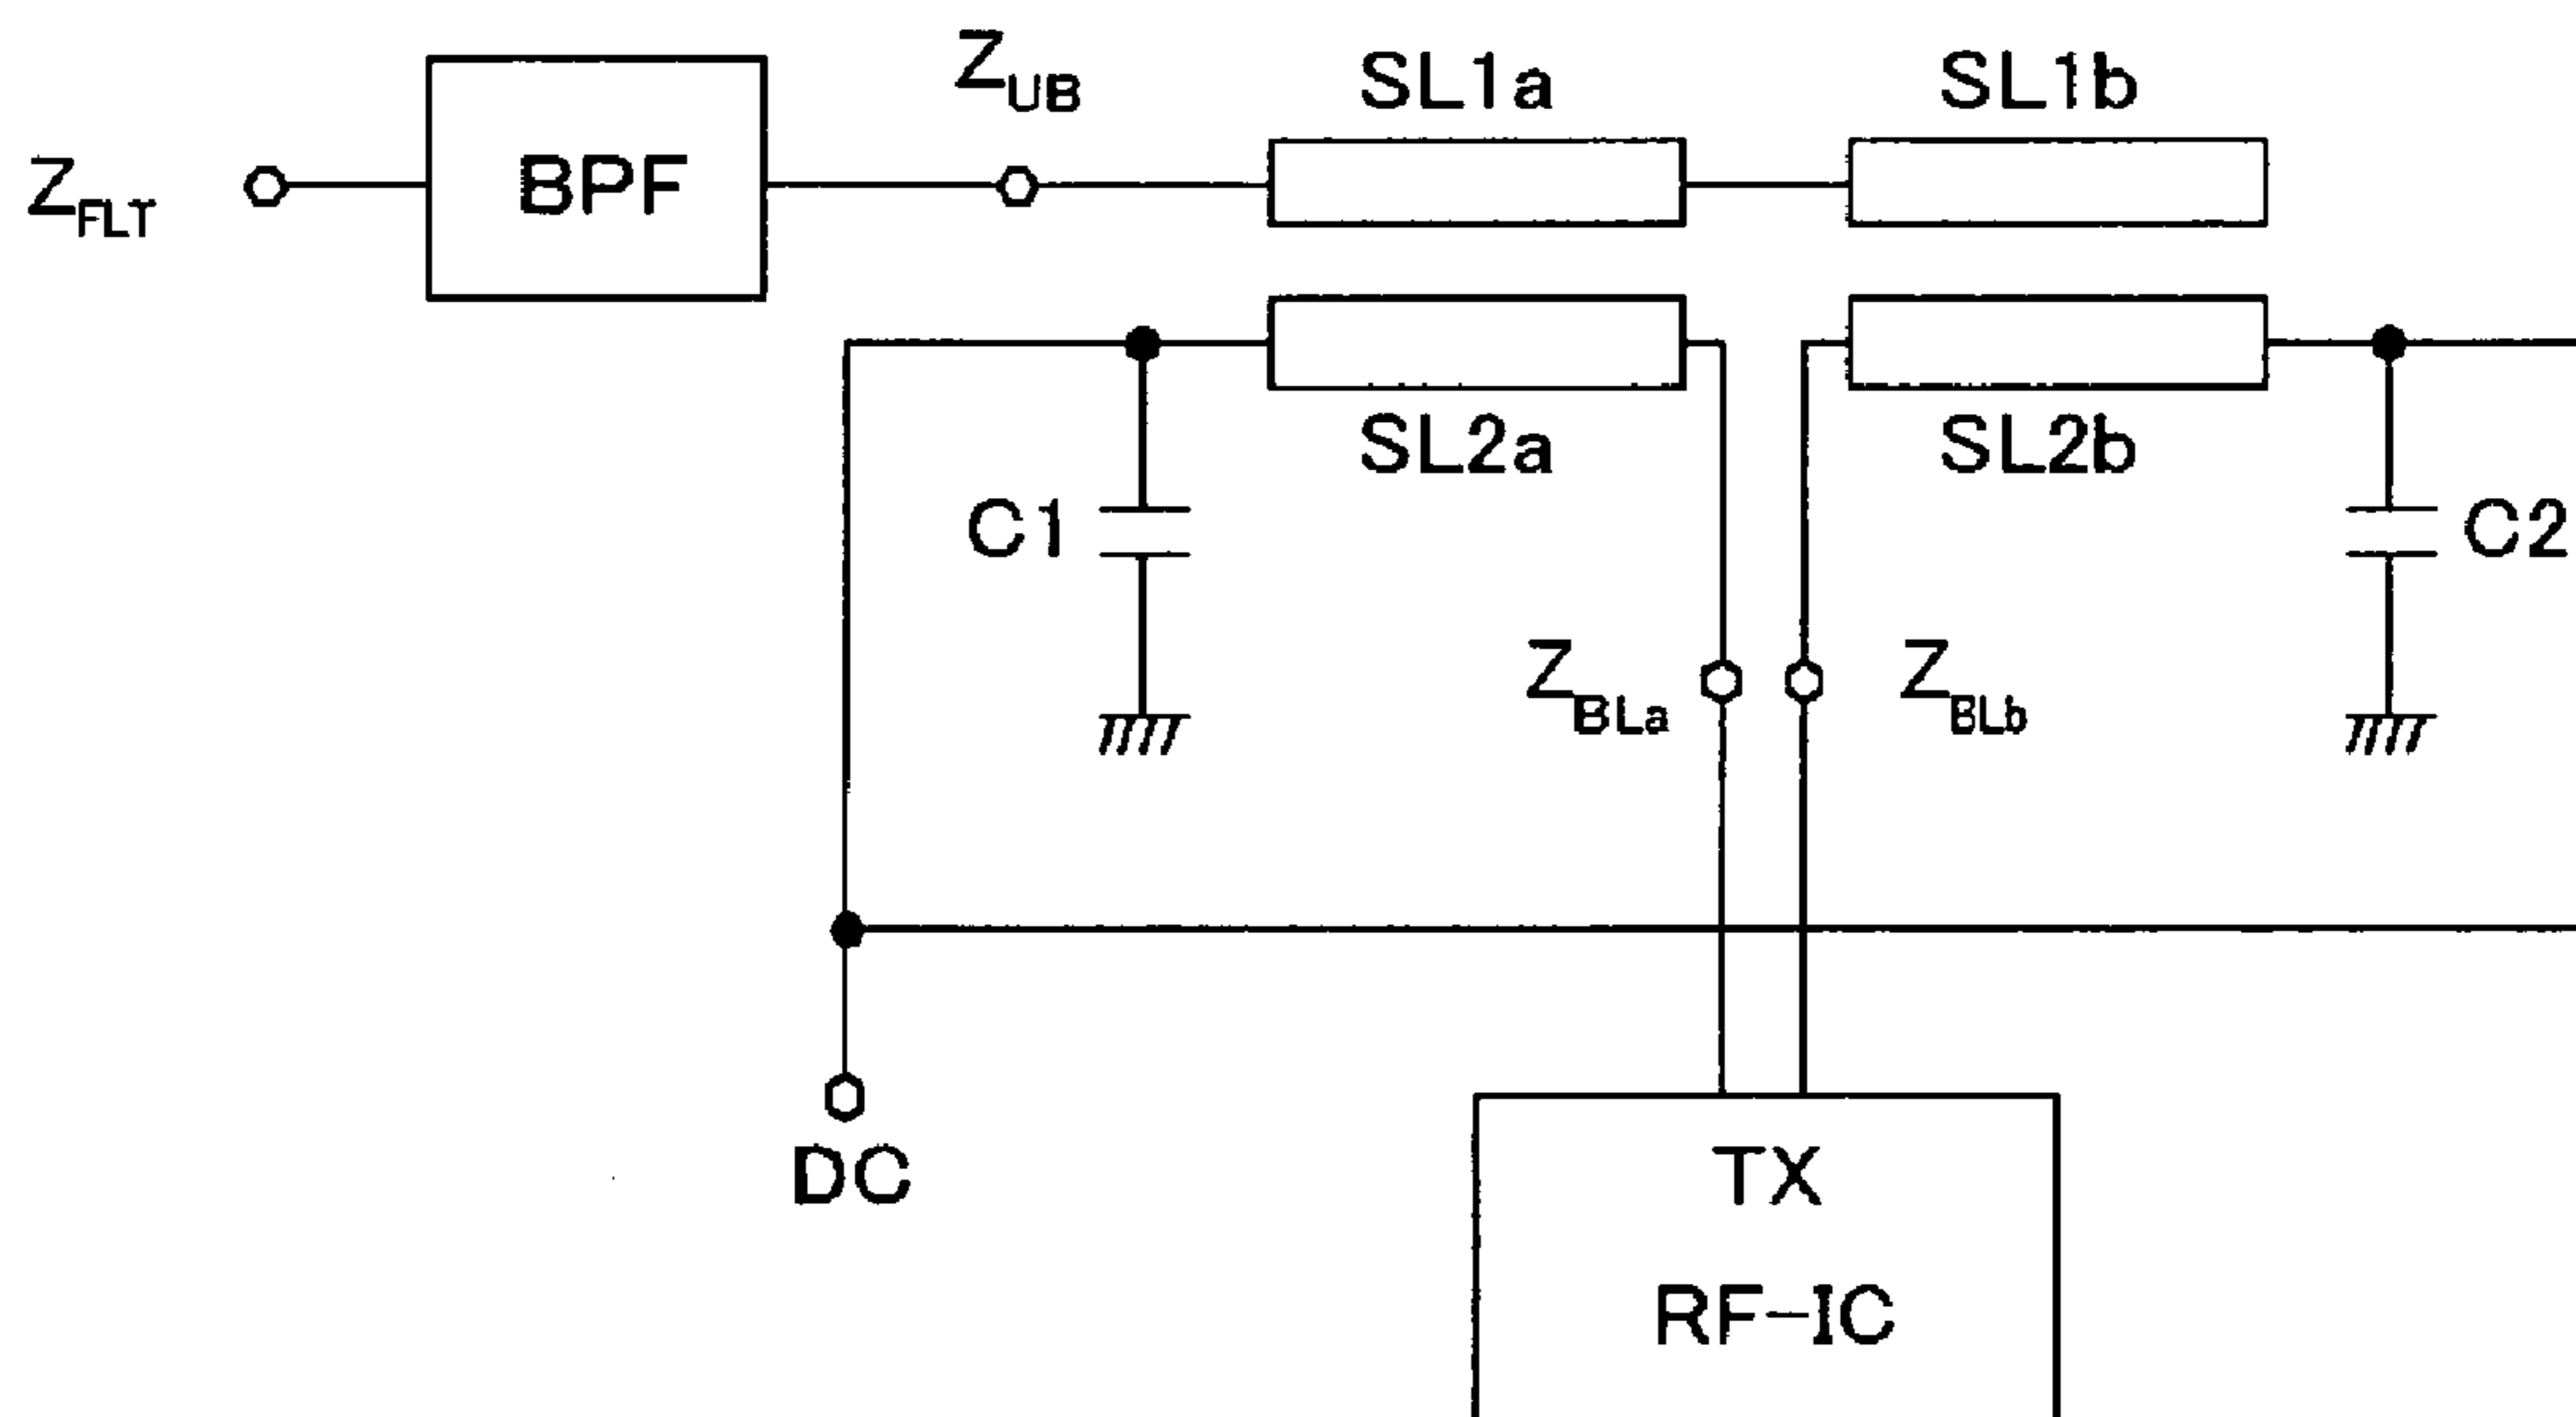 Z_UB
SL1a
SL1b
Z_FLT
BPF
SL2a
SL2b
C1
C2
Z_BLa
Z_BLb
DC
TX
RF-IC